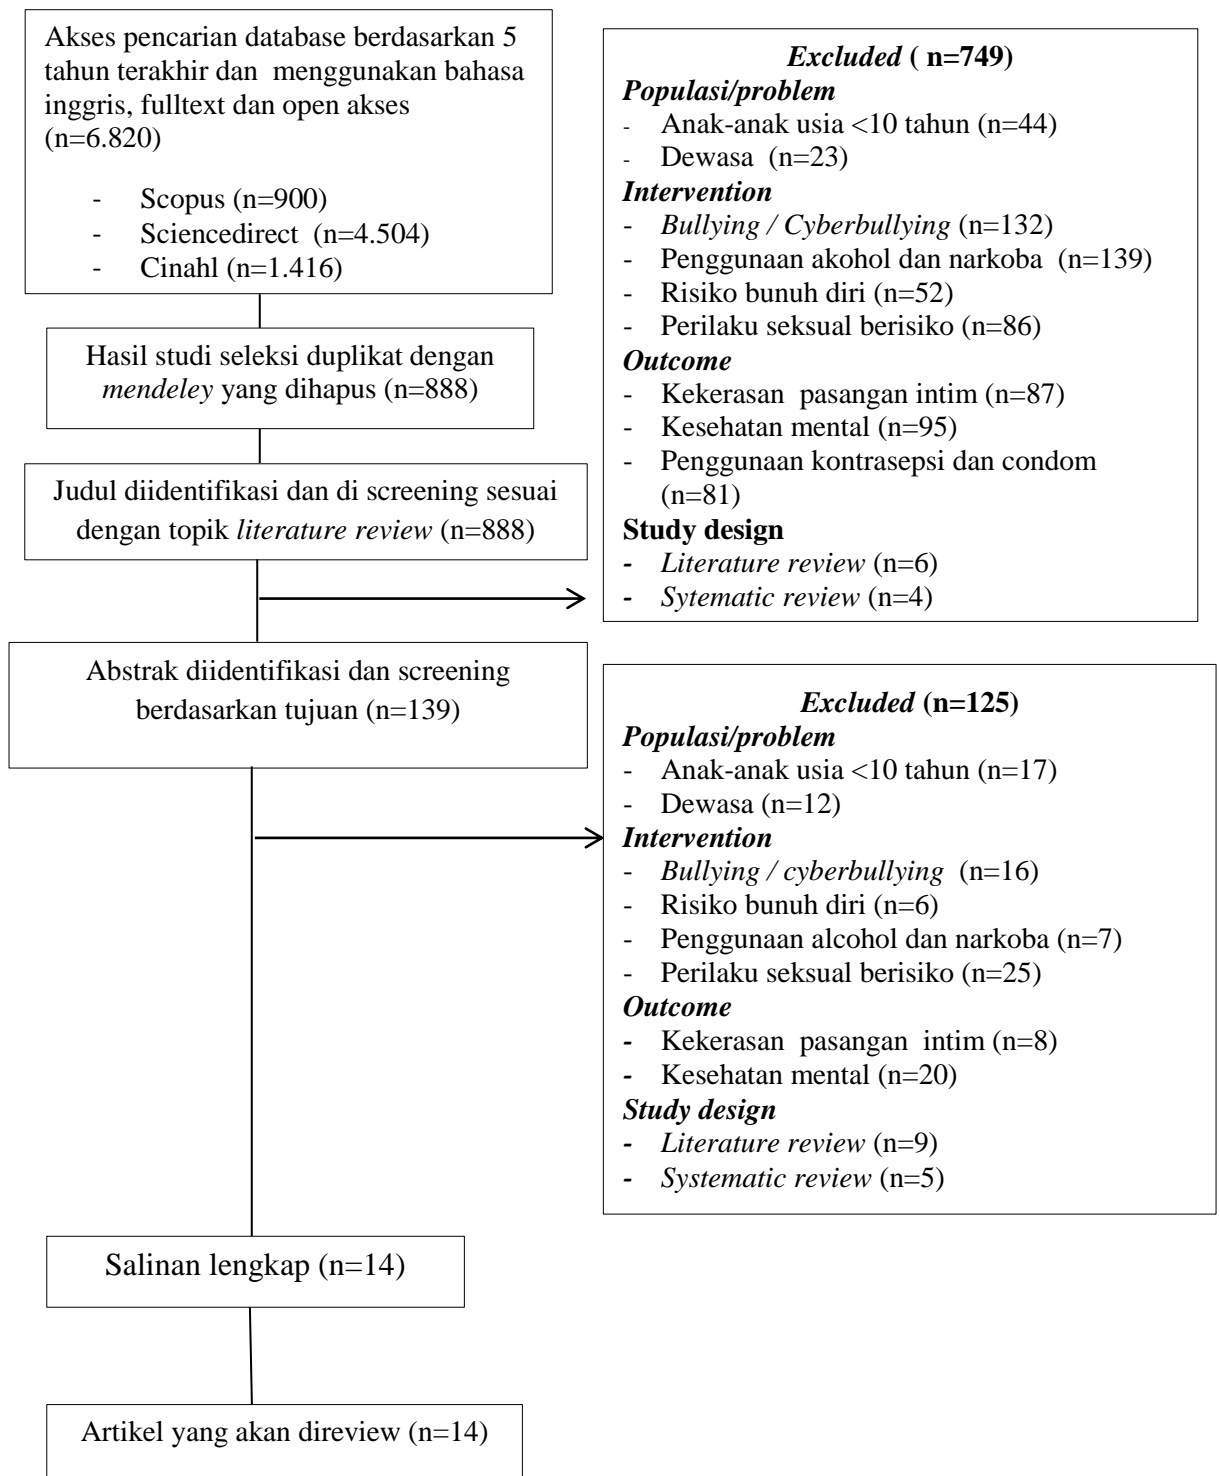 Akses pencarian database berdasarkan 5
tahun terakhir dan menggunakan bahasa
inggris, fulltext dan open akses
(n=6.820)
- Scopus (n=900)
- Sciencedirect (n=4.504)
- Cinahl (n=1.416)
Hasil studi seleksi duplikat dengan
mendeley yang dihapus (n=888)
Judul diidentifikasi dan di screening sesuai
dengan topik literature review (n=888)
Excluded ( n=749)
Populasi/problem
- Anak-anak usia <10 tahun (n=44)
- Dewasa (n=23)
Intervention
- Bullying / Cyberbullying (n=132)
- Penggunaan akohol dan narkoba (n=139)
- Risiko bunuh diri (n=52)
- Perilaku seksual berisiko (n=86)
Outcome
- Kekerasan pasangan intim (n=87)
- Kesehatan mental (n=95)
- Penggunaan kontrasepsi dan condom
(n=81)
Study design
- Literature review (n=6)
- Sytematic review (n=4)
Abstrak diidentifikasi dan screening
berdasarkan tujuan (n=139)
Excluded (n=125)
Populasi/problem
- Anak-anak usia <10 tahun (n=17)
- Dewasa (n=12)
Intervention
- Bullying / cyberbullying (n=16)
- Risiko bunuh diri (n=6)
- Penggunaan alcohol dan narkoba (n=7)
- Perilaku seksual berisiko (n=25)
Outcome
- Kekerasan pasangan intim (n=8)
- Kesehatan mental (n=20)
Study design
- Literature review (n=9)
- Systematic review (n=5)
Salinan lengkap (n=14)
Artikel yang akan direview (n=14)